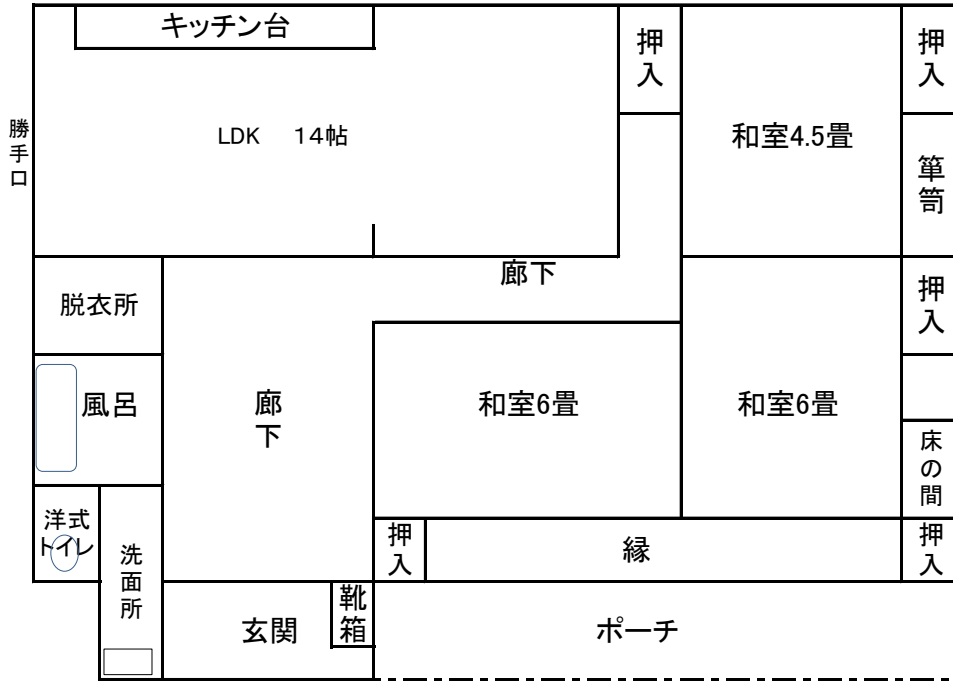 キッチン台
押入
押入
勝手口
LDK　14帖
和室4.5畳
箪笥
廊下
押入
脱衣所
風呂
廊下
和室6畳
和室6畳
床の間
洋式
トイレ
洗面所
押入
縁
押入
玄関
靴箱
ポーチ